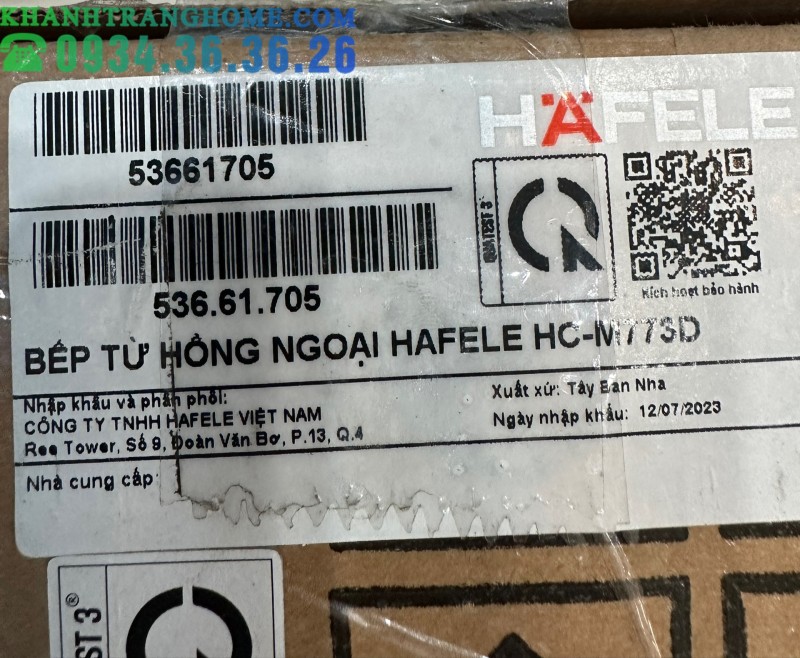 KHANHTRANGHOME.COM
0934.36.36.26
HÄFELE
53661705
QUATEST 3
536.61.705
Kích hoạt bảo hành
BẾP TỪ HỒNG NGOẠI HAFELE HC-M773D
Nhập khẩu và phân phối:
CÔNG TY TNHH HAFELE VIỆT NAM
Ree Tower, Số 9, Đoàn Văn Bơ, P.13, Q.4
Xuất xứ: Tây Ban Nha
Ngày nhập khẩu: 12/07/2023
Nhà cung cấp:
ST 3®